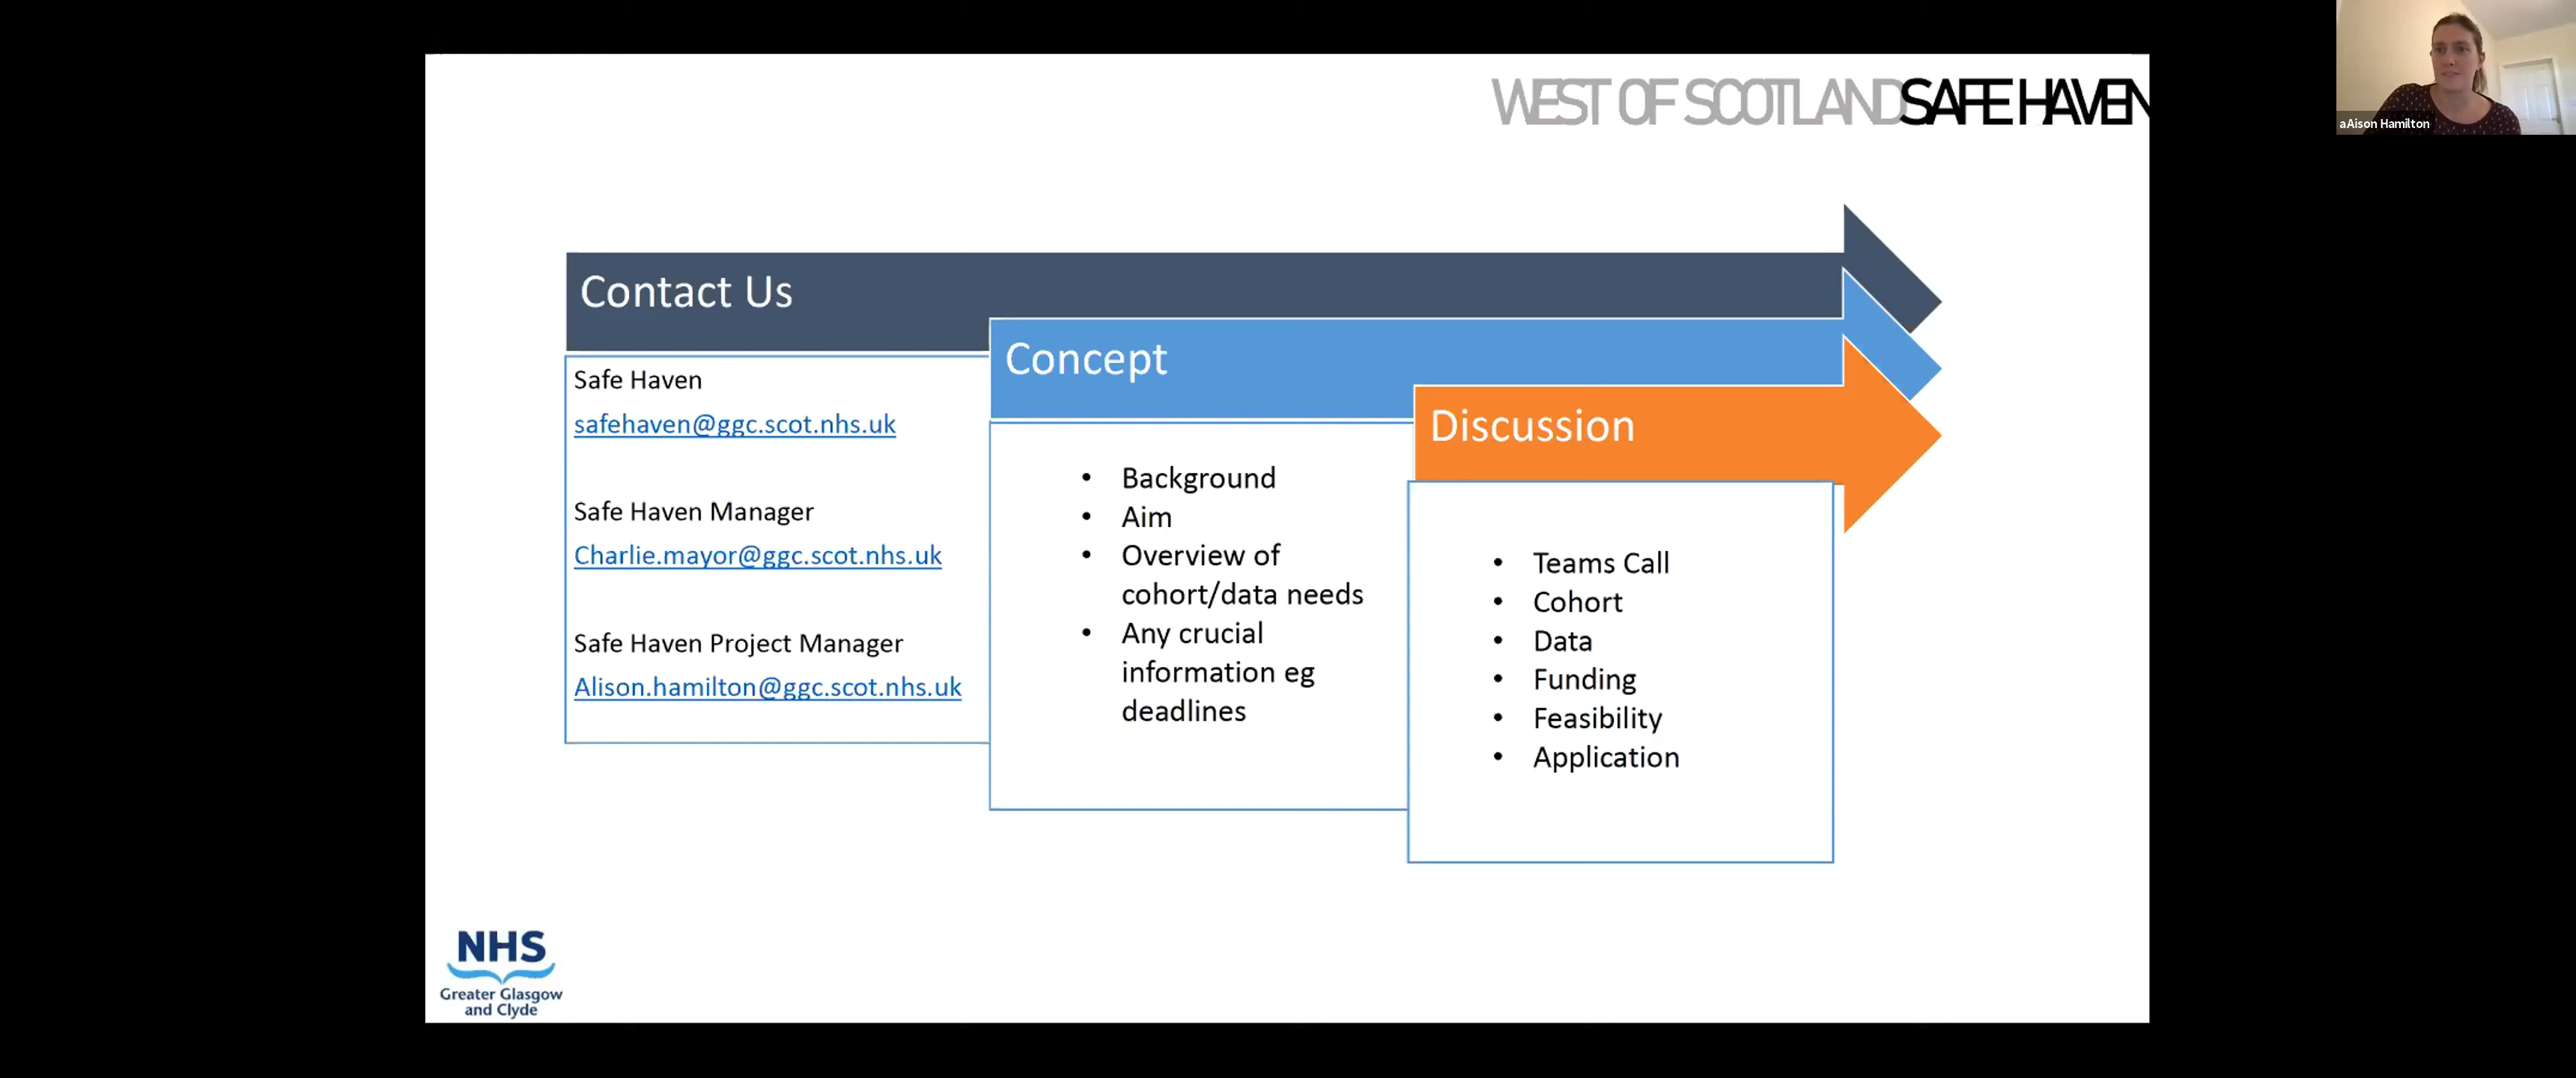 WEST OF SCOTLANDSAFE HAVEN
aAison Hamilton
Contact Us
Safe Haven
safehaven@ggc.scot.nhs.uk
Safe Haven Manager
Charlie.mayor@ggc.scot.nhs.uk
Safe Haven Project Manager
Alison.hamilton@ggc.scot.nhs.uk
Concept
• Background
• Aim
• Overview of
cohort/data needs
• Any crucial
information eg
deadlines
Discussion
• Teams Call
• Cohort
• Data
• Funding
• Feasibility
• Application
NHS
Greater Glasgow
and Clyde